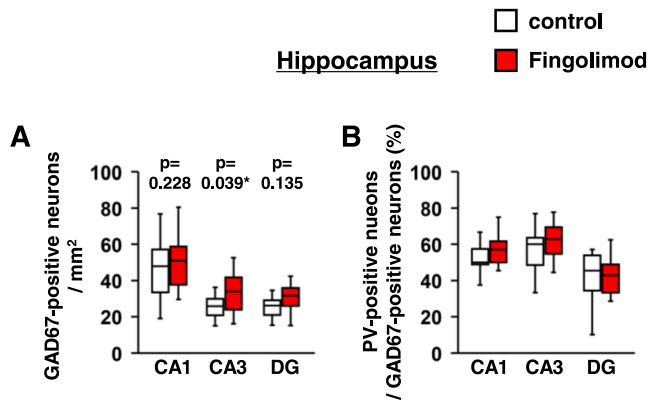 control
Hippocampus
Fingolimod
A
GAD67-positive neurons
/ mm²
p= p= p=
0.228 0.039* 0.135
100
80
60
40
20
0
CA1 CA3 DG
B
PV-positive nueons
/ GAD67-positive neurons (%)
100
80
60
40
20
0
CA1 CA3 DG